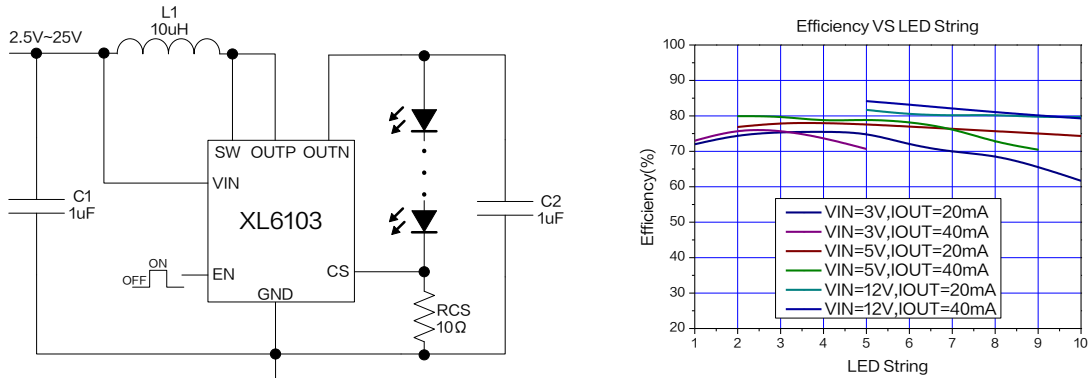 L1
10uH
2.5V~25V
SW OUTP OUTN
VIN
C1
1uF
XL6103
C2
1uF
ON
OFF
EN
CS
GND
RCS
10Ω
Efficiency VS LED String
Efficiency(%)
100
90
80
70
60
50
40
30
20
VIN=3V,IOUT=20mA
VIN=3V,IOUT=40mA
VIN=5V,IOUT=20mA
VIN=5V,IOUT=40mA
VIN=12V,IOUT=20mA
VIN=12V,IOUT=40mA
1 2 3 4 5 6 7 8 9 10
LED String